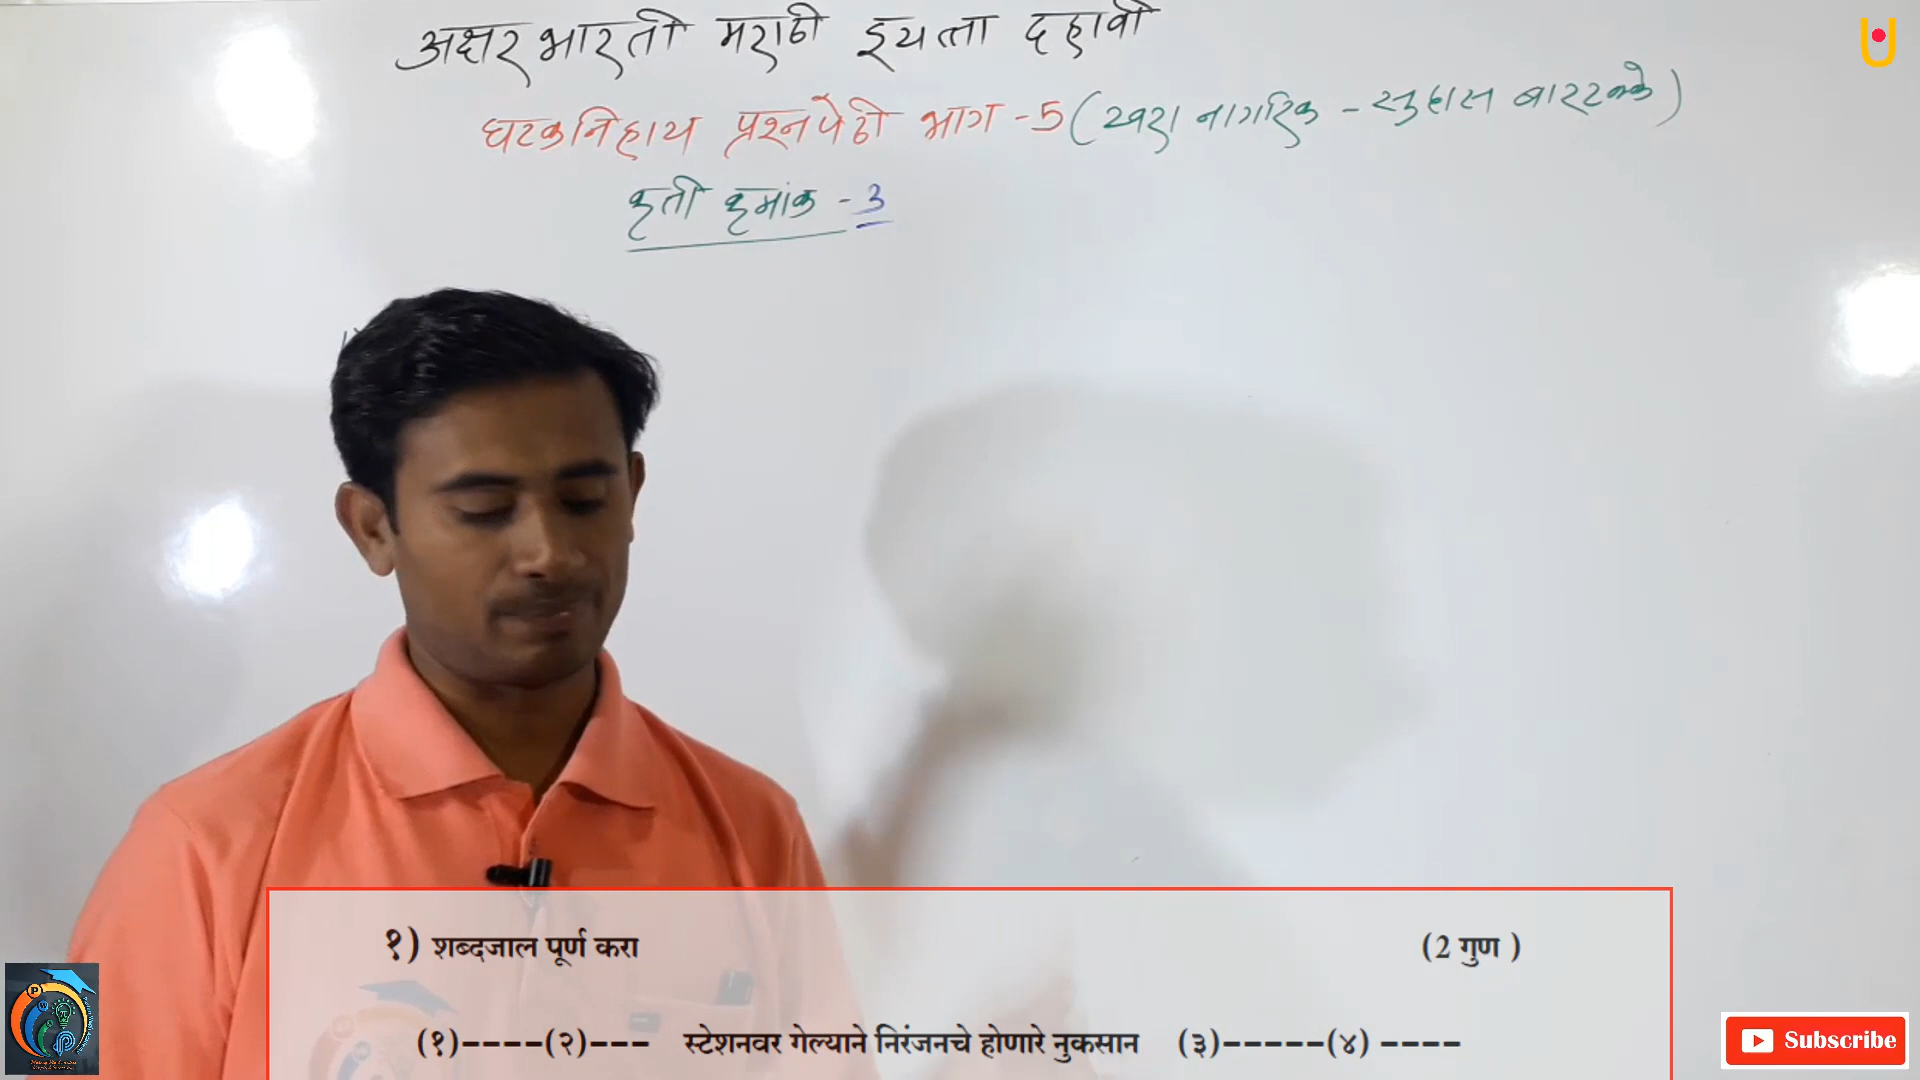 अक्षरभारती मराठी इयत्ता दहावी
घटकनिहाय प्रश्नपेढी भाग -5 (खरा नागरिक - सुहास बारटक्के)
कृती क्रमांक - 3
१) शब्दजाल पूर्ण करा (2 गुण )
(१)----(२)--- स्टेशनवर गेल्याने निरंजनचे होणारे नुकसान (३)-----(४) ----
Subscribe